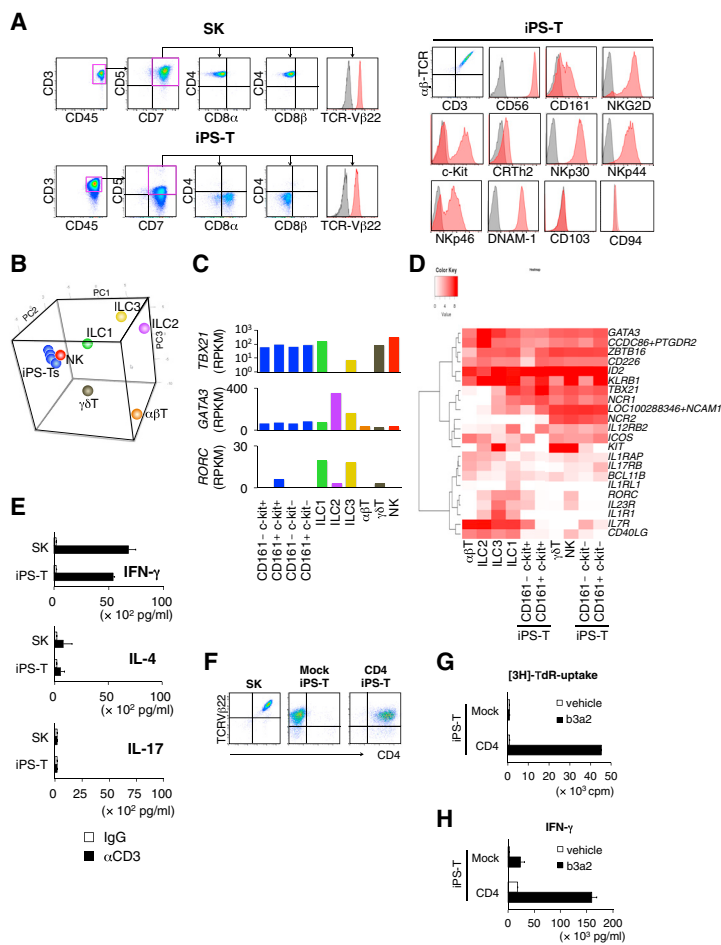 A
SK
CD3
CD45
CD5
CD7
CD4
CD8α
CD4
CD8β
TCR-Vβ22
iPS-T
CD3
CD45
CD5
CD7
CD4
CD8α
CD4
CD8β
TCR-Vβ22
iPS-T
αβ-TCR
CD3
CD56
CD161
NKG2D
c-Kit
CRTh2
NKp30
NKp44
NKp46
DNAM-1
CD103
CD94
B
PC1
PC2
PC3
ILC3
ILC2
ILC1
NK
iPS-Ts
γδT
αβT
C
TBX21
(RPKM)
10³
10²
10¹
10⁰
GATA3
(RPKM)
400
0
RORC
(RPKM)
30
0
CD161− c-kit+
CD161+ c-kit+
CD161− c-kit-
CD161+ c-kit-
ILC1
ILC2
ILC3
αβT
γδT
NK
D
Color Key
Value
GATA3
CCDC86+PTGDR2
ZBTB16
CD226
ID2
KLRB1
TBX21
NCR1
LOC100288346+NCAM1
NCR2
IL12RB2
ICOS
KIT
IL1RAP
IL17RB
BCL11B
IL1RL1
RORC
IL23R
IL1R1
IL7R
CD40LG
αβT
ILC2
ILC3
ILC1
CD161− c-kit+
CD161+ c-kit+
γδT
NK
CD161− c-kit-
CD161+ c-kit-
iPS-T
iPS-T
E
SK
iPS-T
IFN-γ
0 50 100
(× 10² pg/ml)
SK
iPS-T
IL-4
0 50 100
(× 10² pg/ml)
SK
iPS-T
IL-17
0 25 50 75 100
(× 10² pg/ml)
IgG
αCD3
F
SK
Mock
iPS-T
CD4
iPS-T
TCRVβ22
CD4
G
[3H]-TdR-uptake
iPS-T
Mock
CD4
vehicle
b3a2
0 10 20 30 40 50
(× 10³ cpm)
H
IFN-γ
iPS-T
Mock
CD4
vehicle
b3a2
0 50 100 150 200
(× 10³ pg/ml)